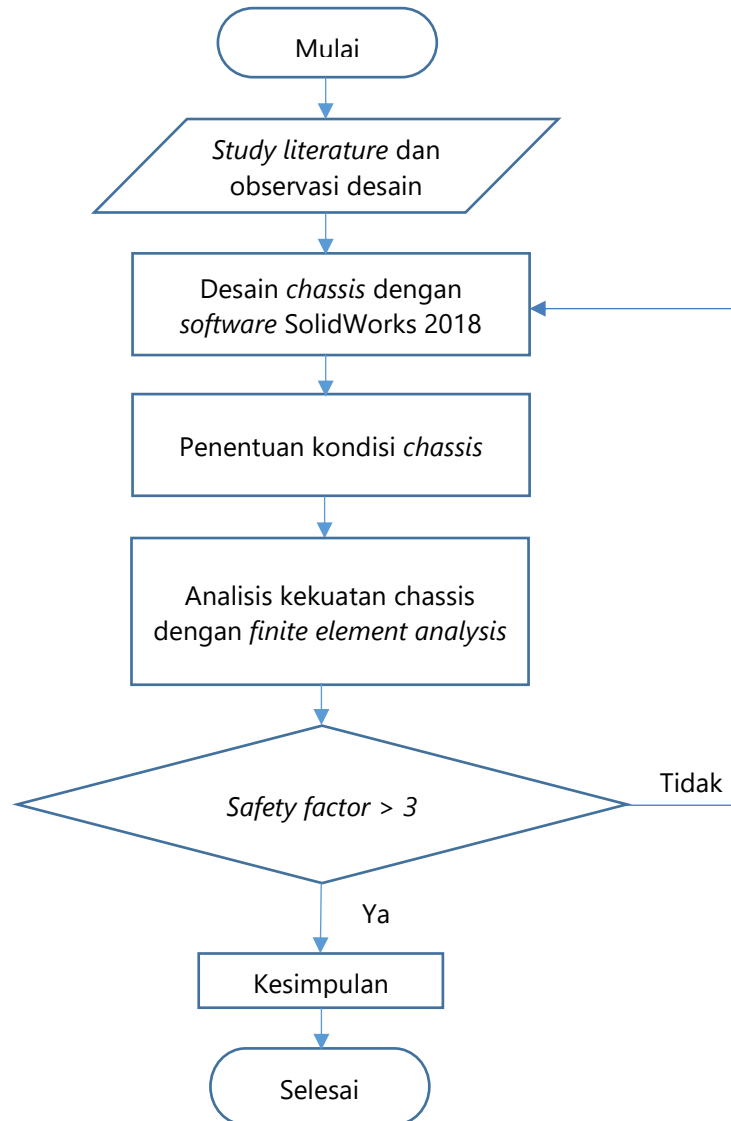 Mulai
Study literature dan
observasi desain
Desain chassis dengan
software SolidWorks 2018
Penentuan kondisi chassis
Analisis kekuatan chassis
dengan finite element analysis
Safety factor > 3
Tidak
Ya
Kesimpulan
Selesai